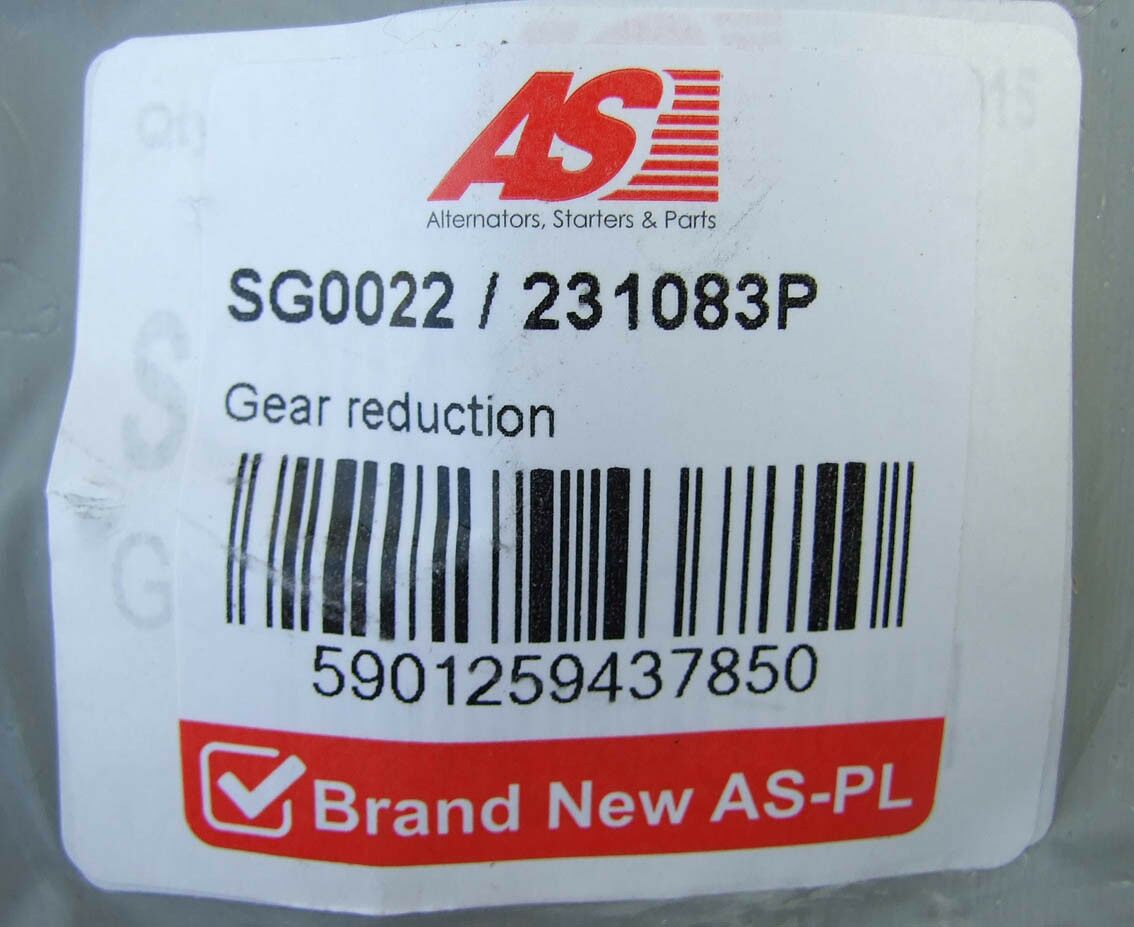 AS
Alternators, Starters & Parts
SG0022 / 231083P
Gear reduction
5901259437850
Brand New AS-PL